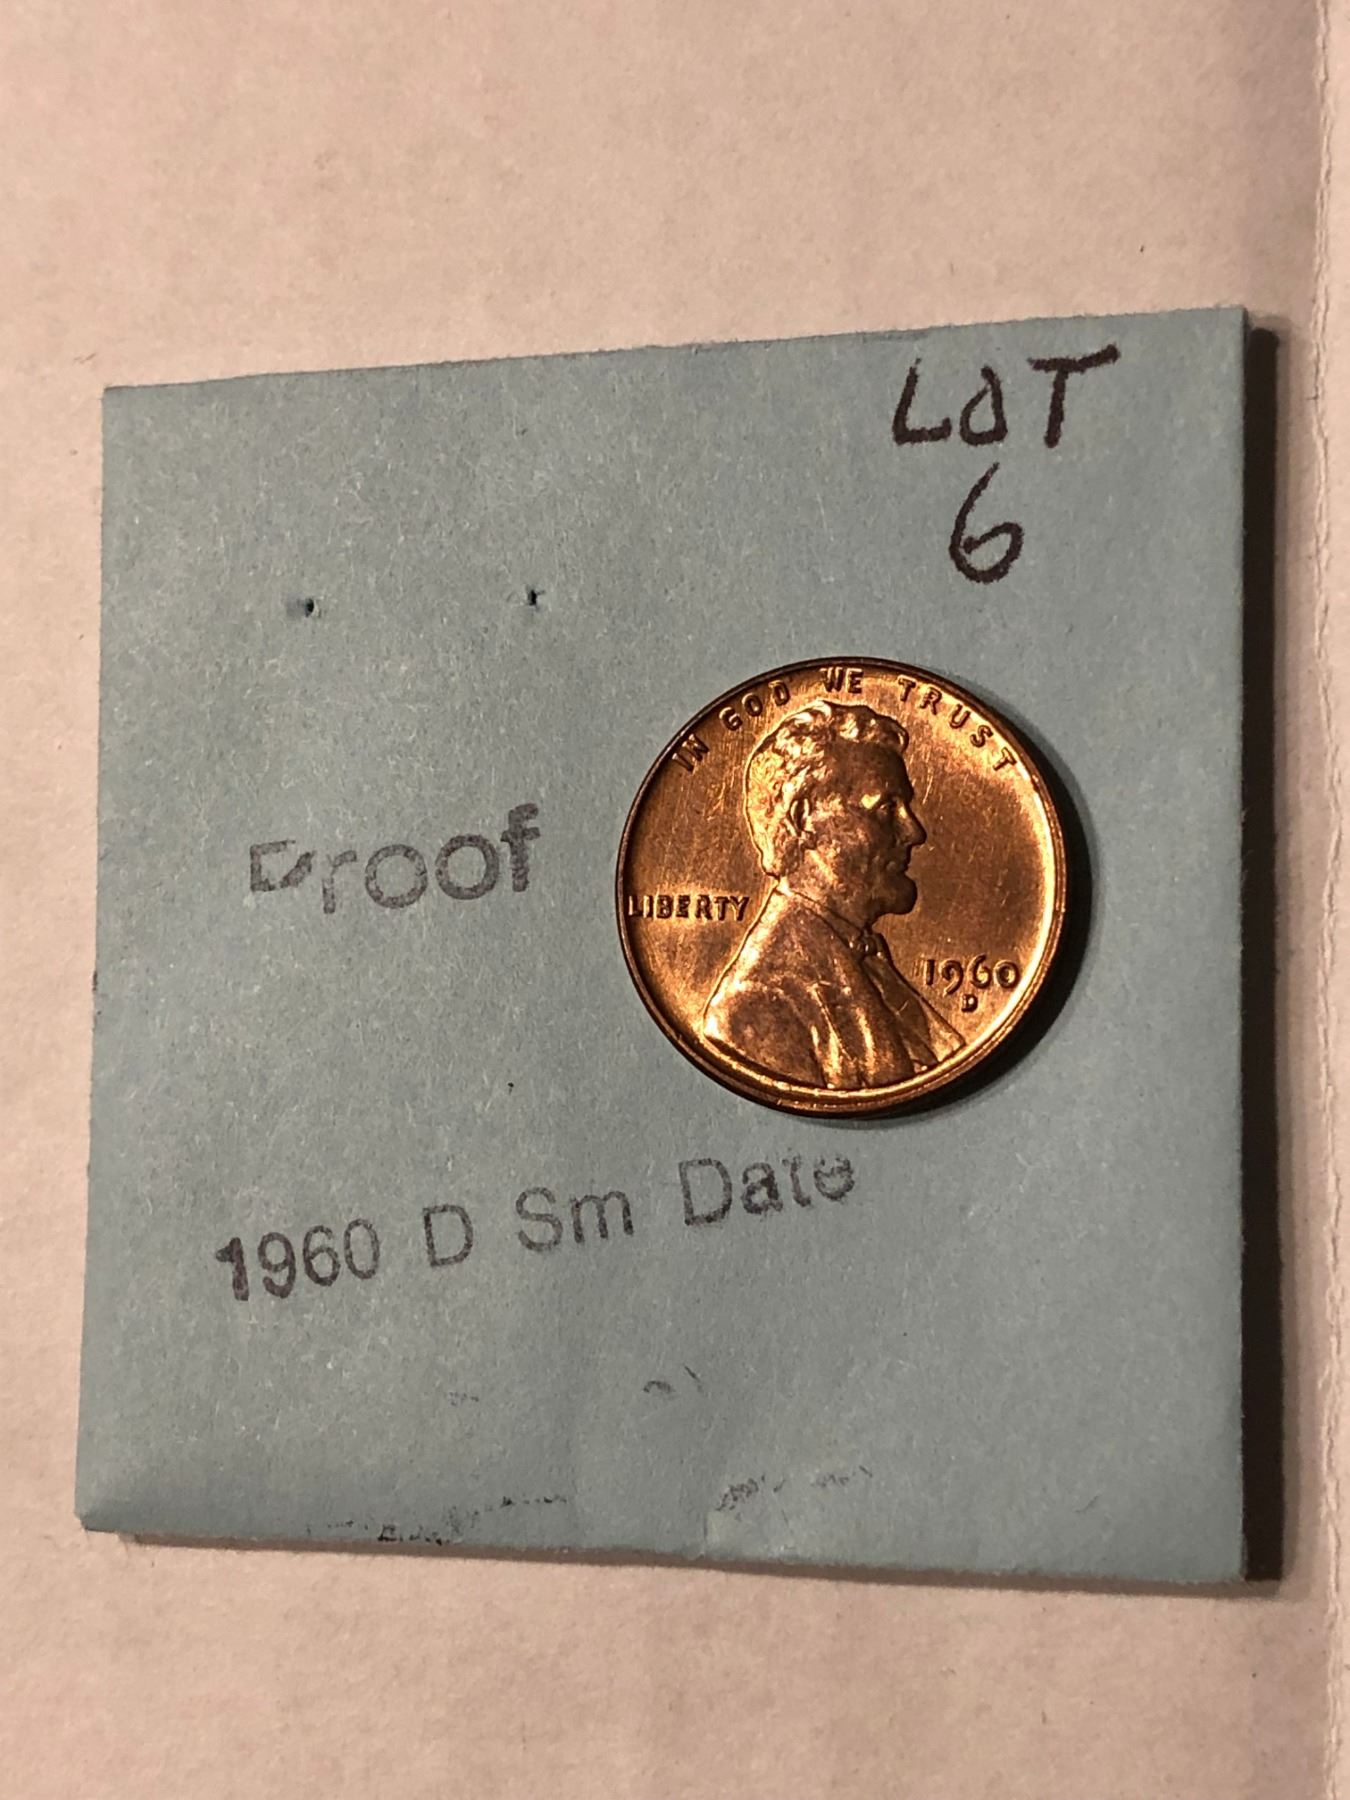 LOT
6
IN GOD WE TRUST
LIBERTY
1960
D
Proof
1960 D Sm Date